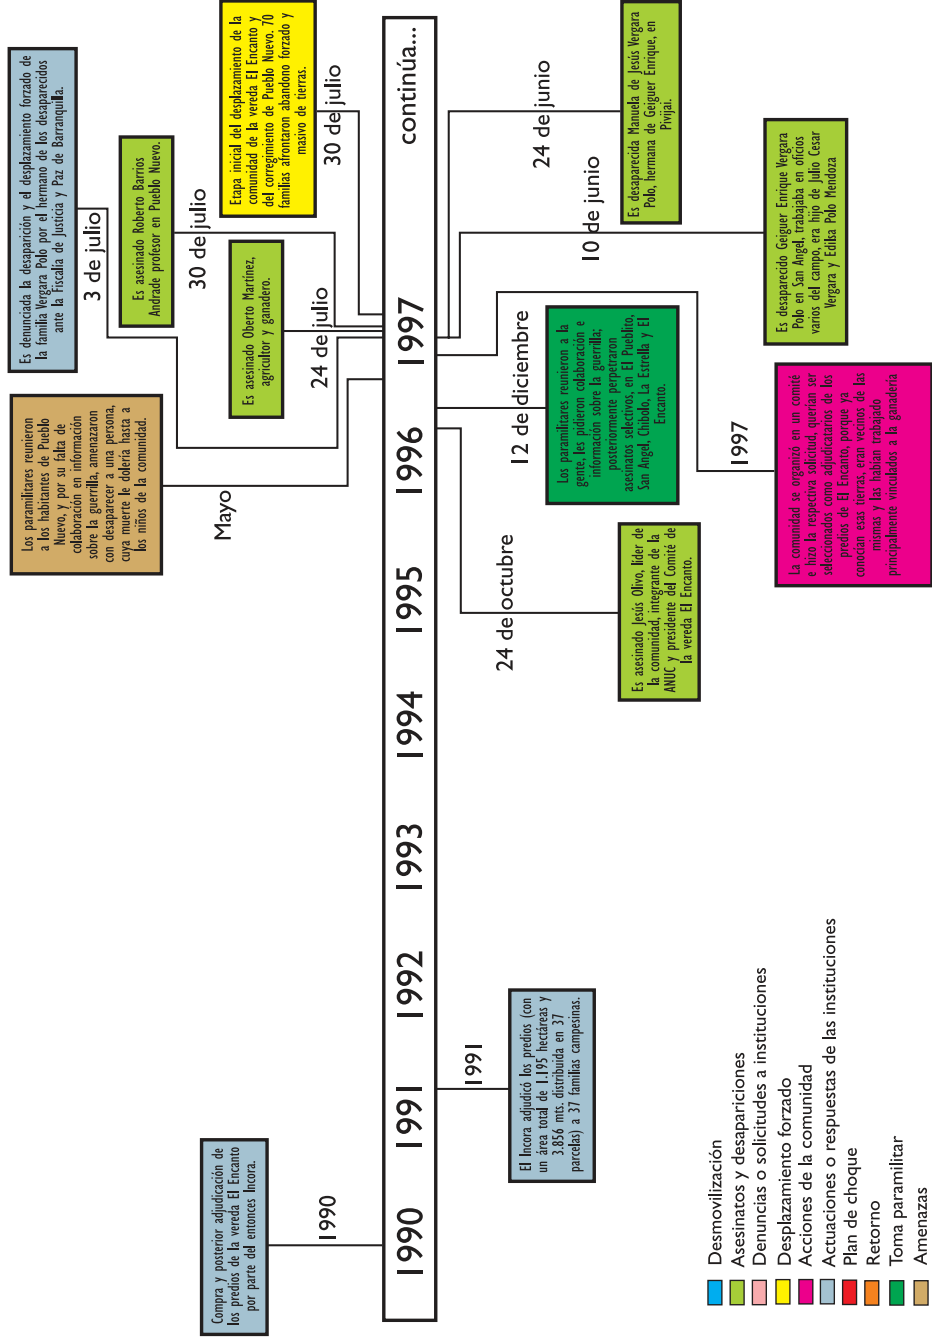 Compra y posterior adjudicación de
los predios de la vereda El Encanto
por parte del entonces Incora.
1990
Los paramilitares reunieron
a los habitantes de Pueblo
Nuevo, y por su falta de
colaboración en información
sobre la guerrilla, amenazaron
con desaparecer a una persona,
cuya muerte le dolería hasta a
los niños de la comunidad.
Mayo
Es denunciada la desaparición y el desplazamiento forzado de
la familia Vergara Polo por el hermano de los desaparecidos
ante la Fiscalía de Justicia y Paz de Barranquilla.
3 de julio
Es asesinado Oberto Martínez,
agricultor y ganadero.
24 de julio
Es asesinado Roberto Barrios
Andrade profesor en Pueblo Nuevo.
30 de julio
Etapa inicial del desplazamiento de la
comunidad de la vereda El Encanto y
del corregimiento de Pueblo Nuevo. 70
familias afrontaron abandono forzado y
masivo de tierras.
30 de julio
1990 1991 1992 1993 1994 1995 1996 1997 continúa...
1991
El Incora adjudicó los predios (con
un área total de 1.195 hectáreas y
3.856 mts. distribuida en 37
parcelas) a 37 familias campesinas.
24 de octubre
Es asesinado Jesús Olivo, líder de
la comunidad, integrante de la
ANUC y presidente del Comité de
la vereda El Encanto.
12 de diciembre
Los paramilitares reunieron a la
gente, les pidieron colaboración e
información sobre la guerrilla;
posteriormente perpetraron
asesinatos selectivos, en El Pueblito,
San Angel, Chibolo, La Estrella y El
Encanto.
1997
La comunidad se organizó en un comité
e hizo la respectiva solicitud, querían ser
seleccionados como adjudicatarios de los
predios de El Encanto, porque ya
conocían esas tierras, eran vecinos de las
mismas y las habían trabajado
principalmente vinculados a la ganadería
10 de junio
Es desaparecido Geiguer Enrique Vergara
Polo en San Angel, trabajaba en oficios
varios del campo, era hijo de Julio Cesar
Vergara y Edilsa Polo Mendoza
24 de junio
Es desaparecida Manuela de Jesús Vergara
Polo, hermana de Geiguer Enrique, en
Pivijai.
Desmovilización
Asesinatos y desapariciones
Denuncias o solicitudes a instituciones
Desplazamiento forzado
Acciones de la comunidad
Actuaciones o respuestas de las instituciones
Plan de choque
Retorno
Toma paramilitar
Amenazas